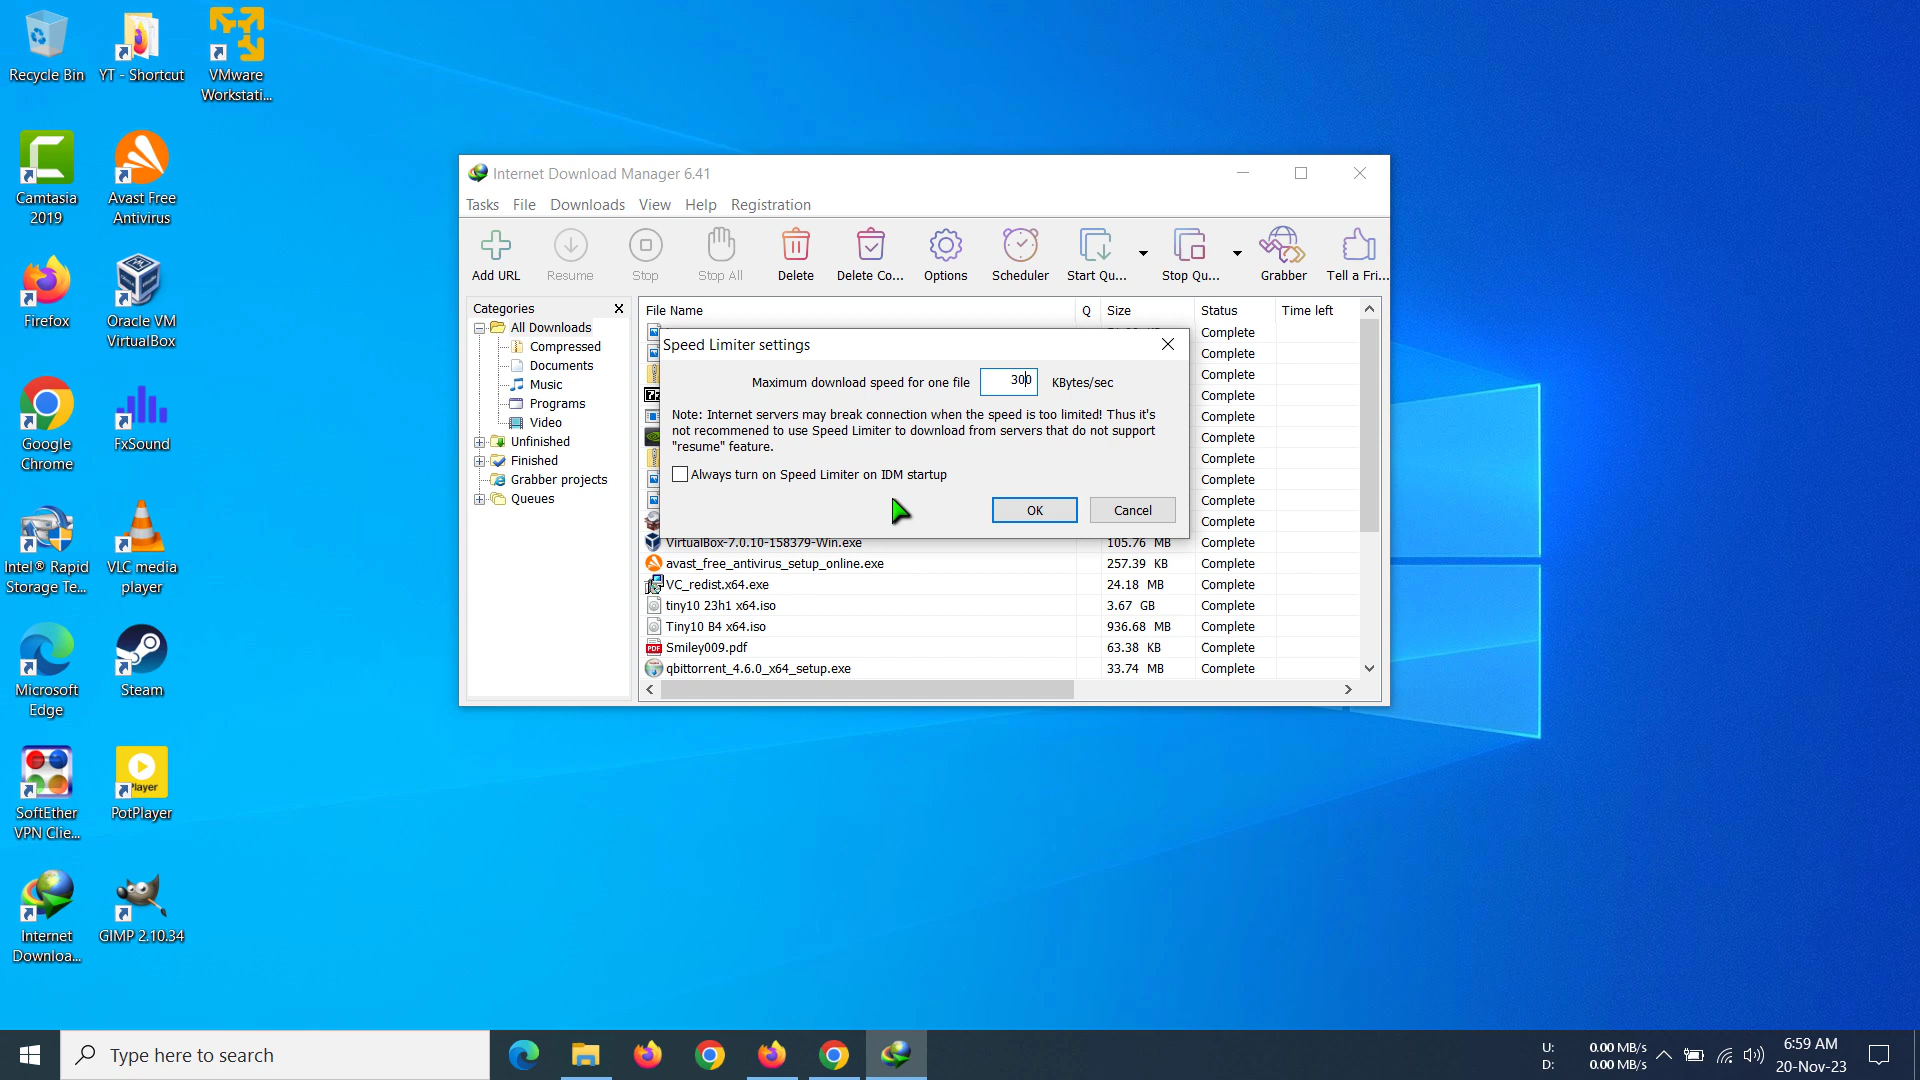 Recycle Bin
YT - Shortcut
VMware
Workstati...
Camtasia
2019
Avast Free
Antivirus
Firefox
Oracle VM
VirtualBox
Google
Chrome
FxSound
Intel® Rapid
Storage Te...
VLC media
player
Microsoft
Edge
Steam
SoftEther
VPN Clie...
Player
PotPlayer
Internet
Downloa...
GIMP 2.10.34
Internet Download Manager 6.41
Tasks File Downloads View Help Registration
Add URL Resume Stop Stop All Delete Delete Co... Options Scheduler Start Qu... Stop Qu... Grabber Tell a Fri...
Categories
All Downloads
Compressed
Documents
Music
Programs
Video
Unfinished
Finished
Grabber projects
Queues
File Name Q Size Status Time left
Complete
Complete
Complete
Complete
Complete
Complete
Complete
Complete
Complete
Complete
Speed Limiter settings
Maximum download speed for one file 300 KBytes/sec
Note: Internet servers may break connection when the speed is too limited! Thus it's
not recommened to use Speed Limiter to download from servers that do not support
"resume" feature.
Always turn on Speed Limiter on IDM startup
OK Cancel
VirtualBox-7.0.10-158379-Win.exe 105.76 MB Complete
avast_free_antivirus_setup_online.exe 257.39 KB Complete
VC_redist.x64.exe 24.18 MB Complete
tiny10 23h1 x64.iso 3.67 GB Complete
Tiny10 B4 x64.iso 936.68 MB Complete
Smiley009.pdf 63.38 KB Complete
qbittorrent_4.6.0_x64_setup.exe 33.74 MB Complete
Type here to search
U: 0.00 MB/s
D: 0.00 MB/s
6:59 AM
20-Nov-23